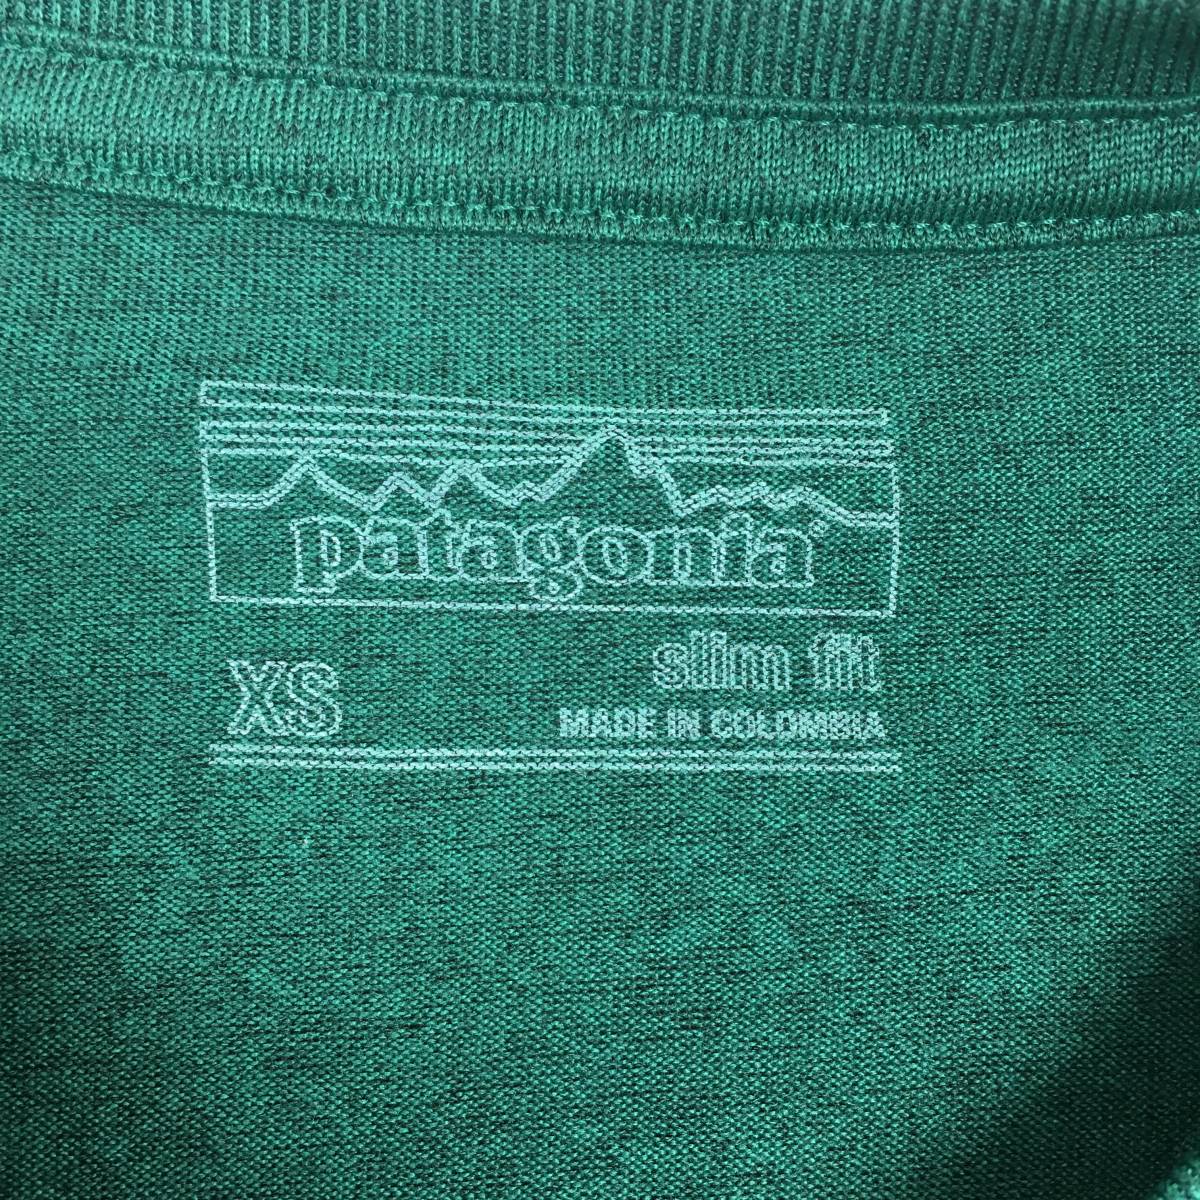 patagonia®
slim fit
XS
MADE IN COLOMBIA